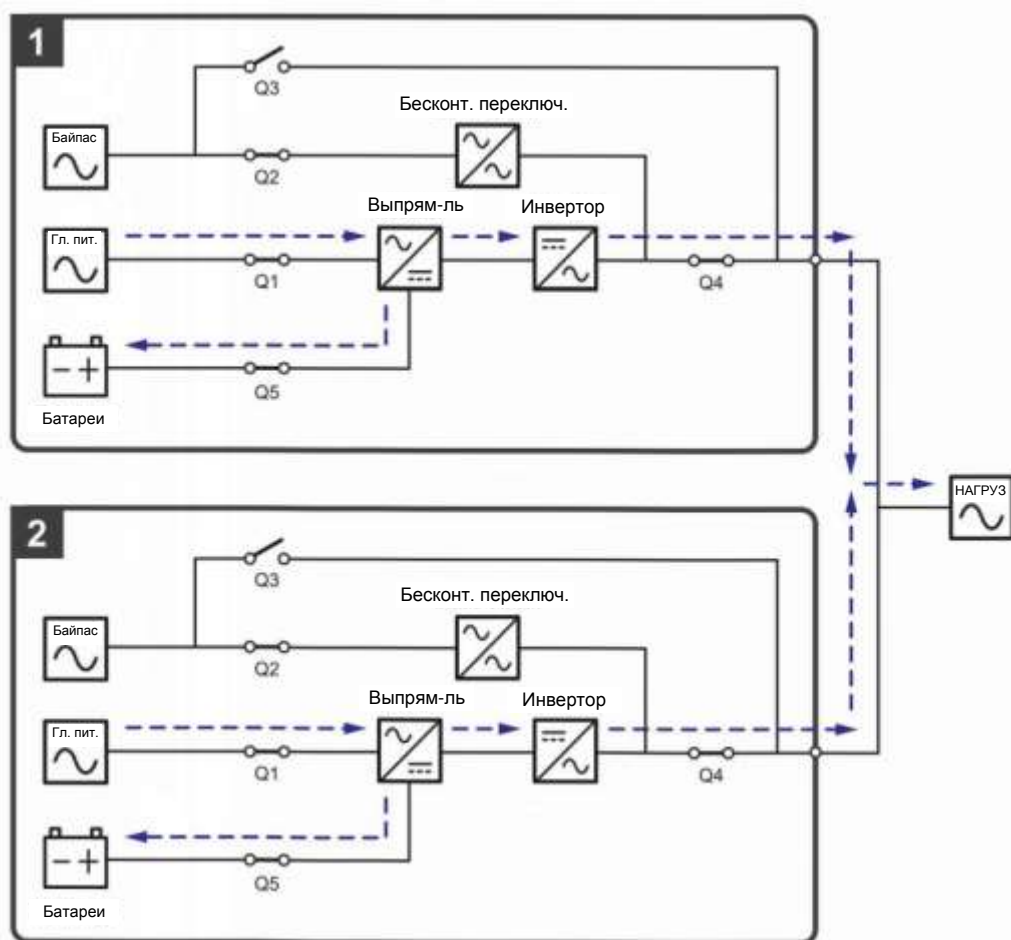 1
Q3
Бесконт. переключ.
Байпас
Q2
Выпрям-ль
Инвертор
Гл. пит.
Q1
Q4
Q5
Батареи
НАГРУЗ
2
Q3
Бесконт. переключ.
Байпас
Q2
Выпрям-ль
Инвертор
Гл. пит.
Q1
Q4
Q5
Батареи